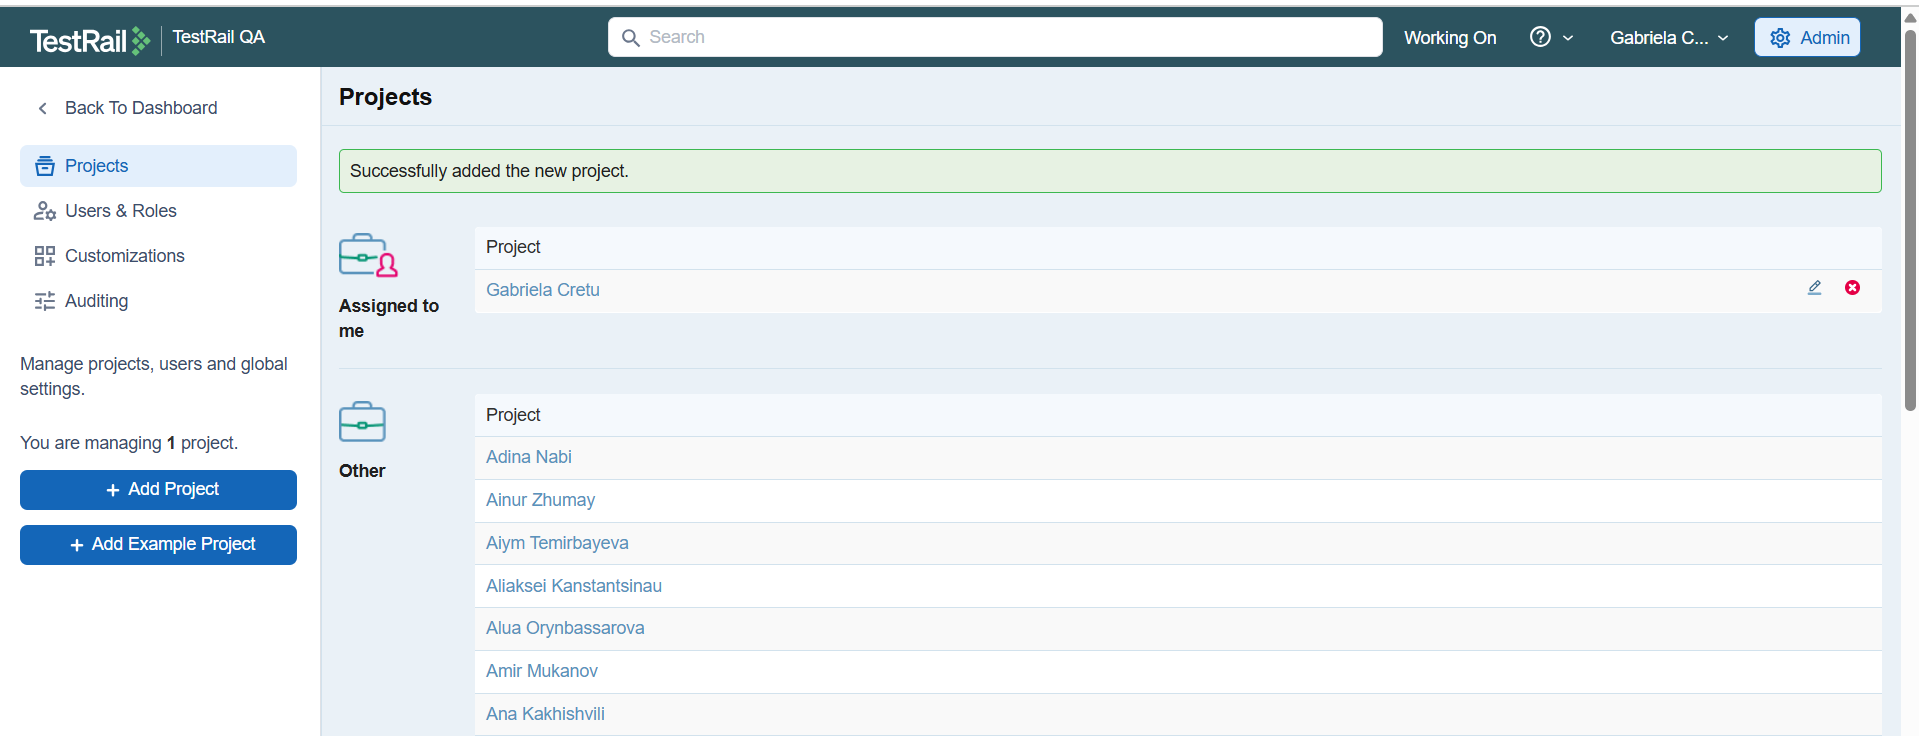 TestRail TestRail QA
Search
Working On
Gabriela C...
Admin
Back To Dashboard
Projects
Users & Roles
Customizations
Auditing
Manage projects, users and global
settings.
You are managing 1 project.
+ Add Project
+ Add Example Project
Projects
Successfully added the new project.
Assigned to
me
Project
Gabriela Cretu
Other
Project
Adina Nabi
Ainur Zhumay
Aiym Temirbayeva
Aliaksei Kanstantsinau
Alua Orynbassarova
Amir Mukanov
Ana Kakhishvili